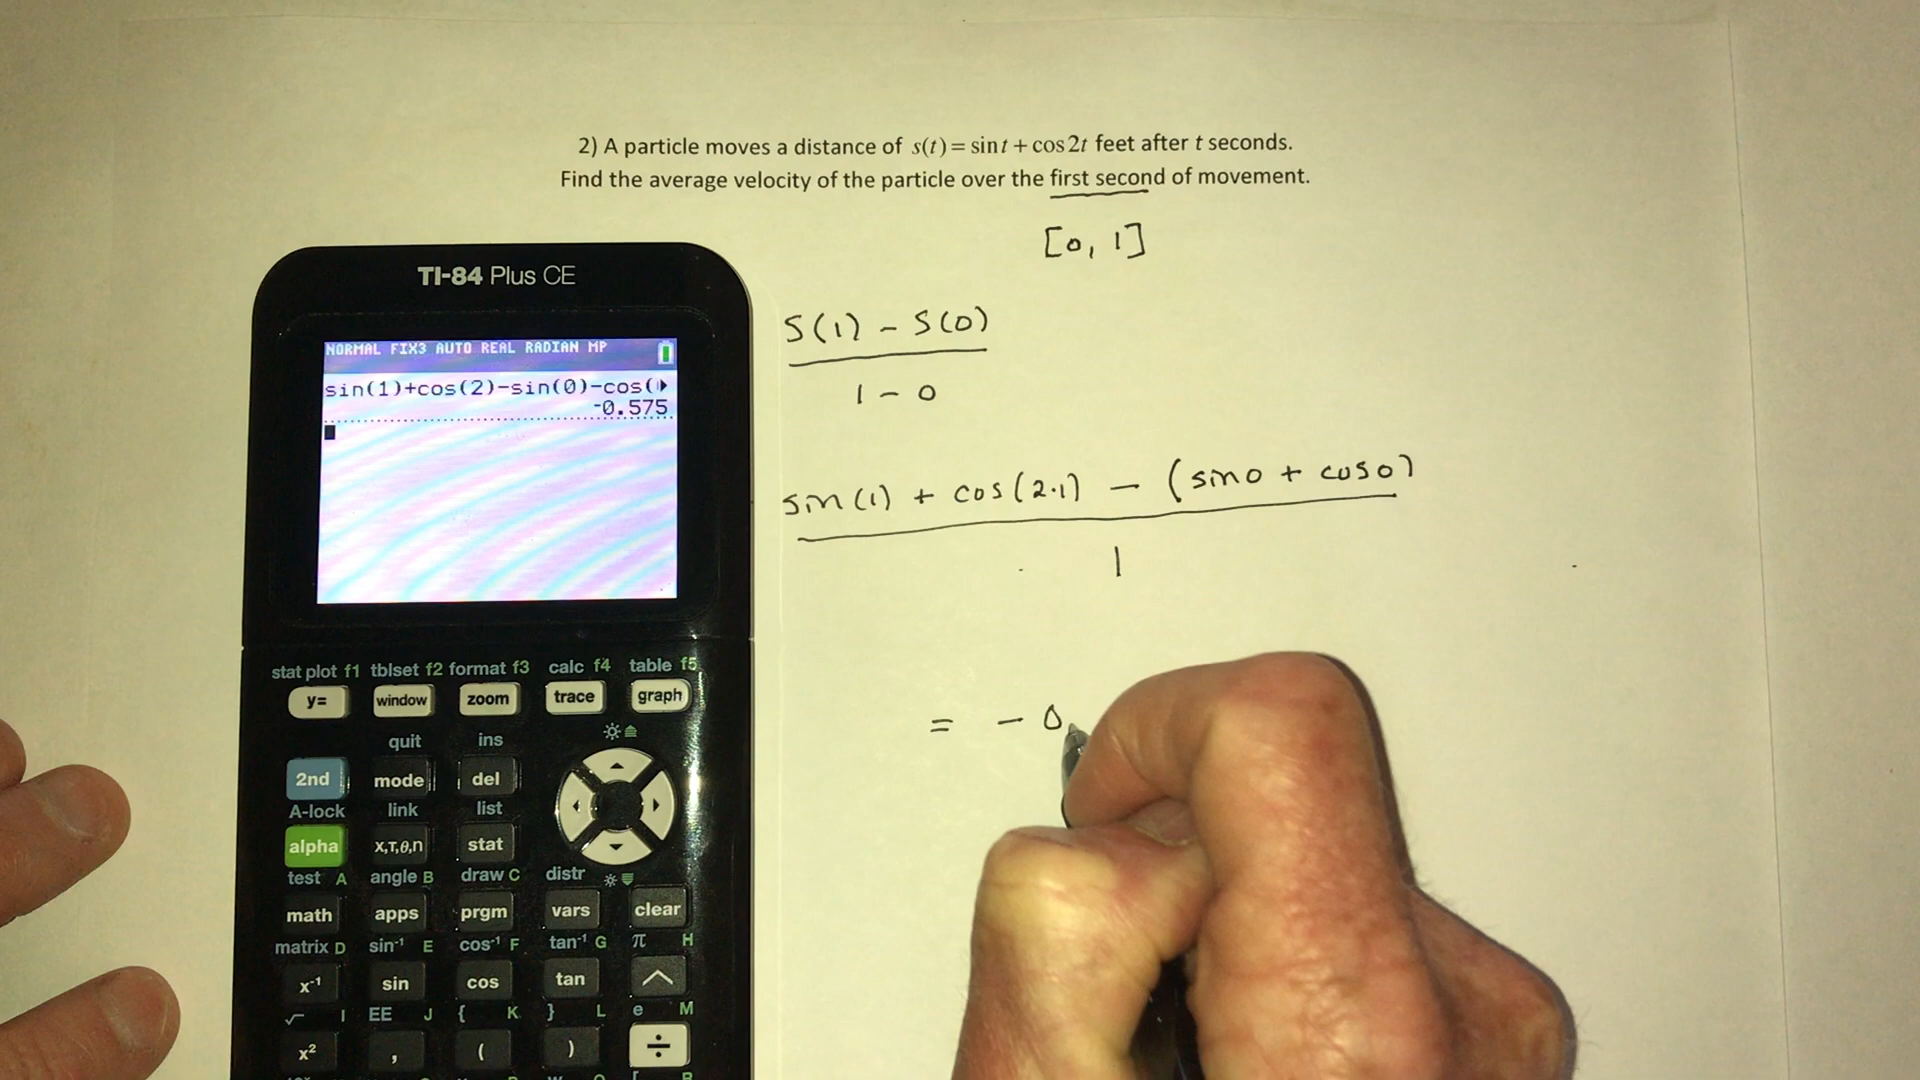 2) A particle moves a distance of s(t) = sin t + cos 2t feet after t seconds.
Find the average velocity of the particle over the first second of movement.
[0, 1]
TI-84 Plus CE
NORMAL FIX3 AUTO REAL RADIAN MP
sin(1)+cos(2)-sin(0)-cos(
-0.575
S(1) - S(0)
1 - 0
sin(1) + cos(2·1) - (sin0 + cos0)
1
= - 0.
stat plot f1 tblset f2 format f3 calc f4 table f5
y= window zoom trace graph
quit ins
2nd mode del
A-lock link list
alpha X,T,θ,n stat
test A angle B draw C distr
math apps prgm vars clear
matrix D sin⁻¹ E cos⁻¹ F tan⁻¹ G π H
x⁻¹ sin cos tan ^
√ I EE J { K } L e M
x² , ( ) ÷